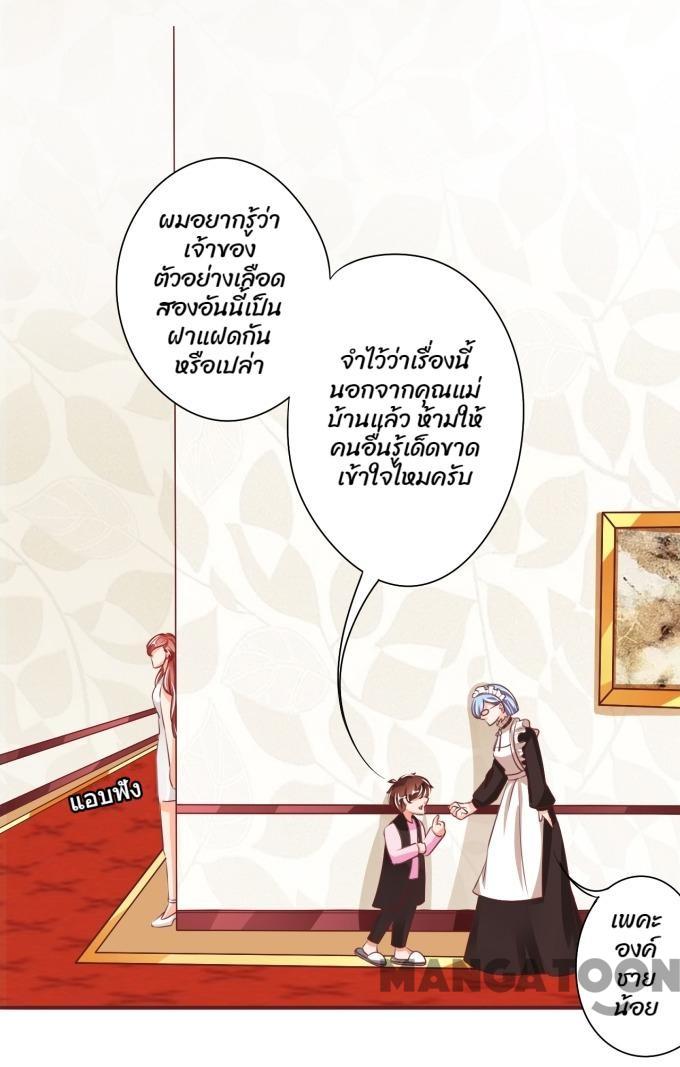 ผมอยากรู้ว่า
เจ้าของ
ตัวอย่างเลือด
สองอันนี้เป็น
ฝาแฝดกัน
หรือเปล่า
จำไว้ว่าเรื่องนี้
นอกจากคุณแม่
บ้านแล้ว ห้ามให้
คนอื่นรู้เด็ดขาด
เข้าใจไหมครับ
แอบฟัง
เพคะ
องค์
ชาย
น้อย
MANGATOON